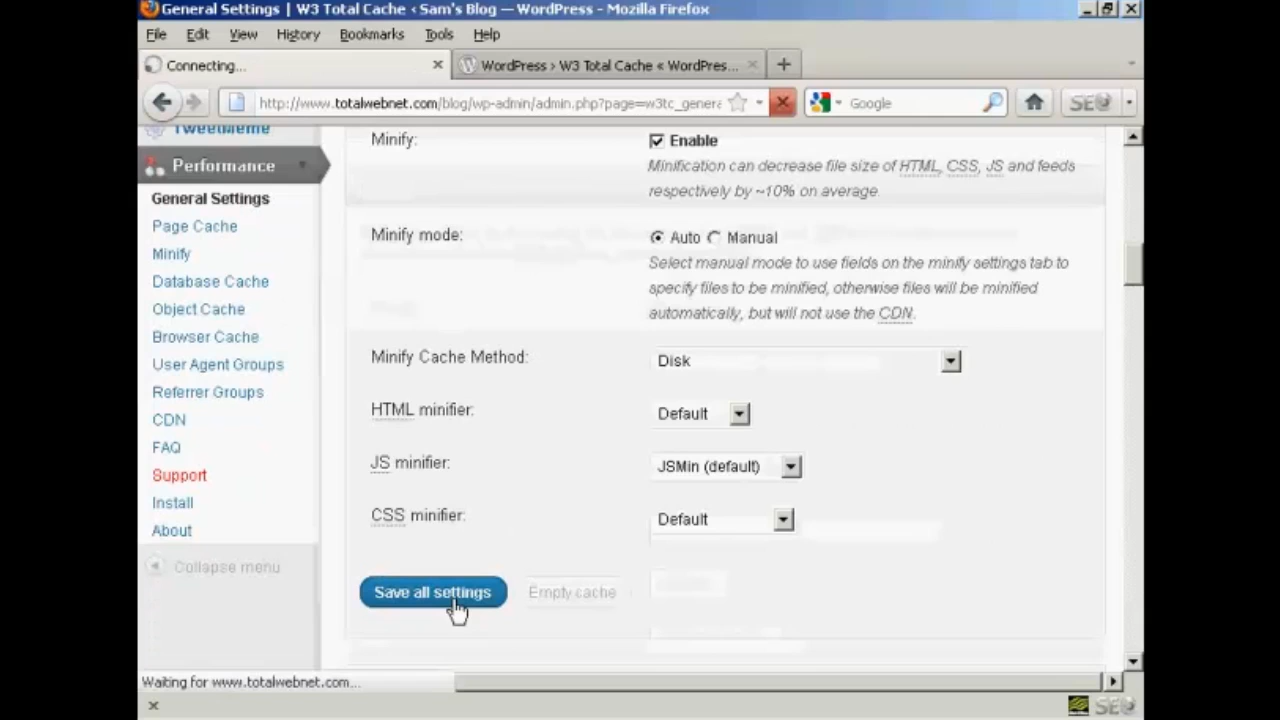 General Settings | W3 Total Cache ‹ Sam's Blog — WordPress - Mozilla Firefox
File Edit View History Bookmarks Tools Help
Connecting... WordPress › W3 Total Cache « WordPres...
http://www.totalwebnet.com/blog/wp-admin/admin.php?page=w3tc_genera Google SEO
TweetMeme
Performance
General Settings
Page Cache
Minify
Database Cache
Object Cache
Browser Cache
User Agent Groups
Referrer Groups
CDN
FAQ
Support
Install
About
Collapse menu
Minify: Enable
Minification can decrease file size of HTML, CSS, JS and feeds
respectively by ~10% on average.
Minify mode: Auto Manual
Select manual mode to use fields on the minify settings tab to
specify files to be minified, otherwise files will be minified
automatically, but will not use the CDN.
Minify Cache Method: Disk
HTML minifier: Default
JS minifier: JSMin (default)
CSS minifier: Default
Save all settings Empty cache
Waiting for www.totalwebnet.com...
SEO